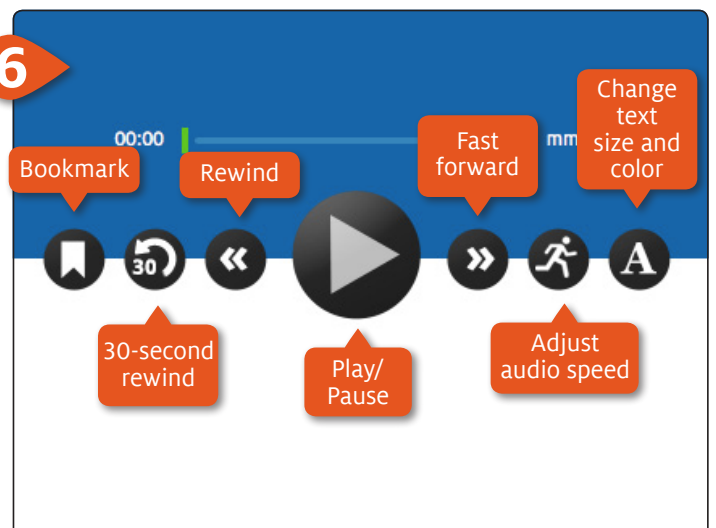 6
Change
text
size and
color
00:00
mm
Fast
forward
Bookmark
Rewind
30
A
30-second
rewind
Play/
Pause
Adjust
audio speed